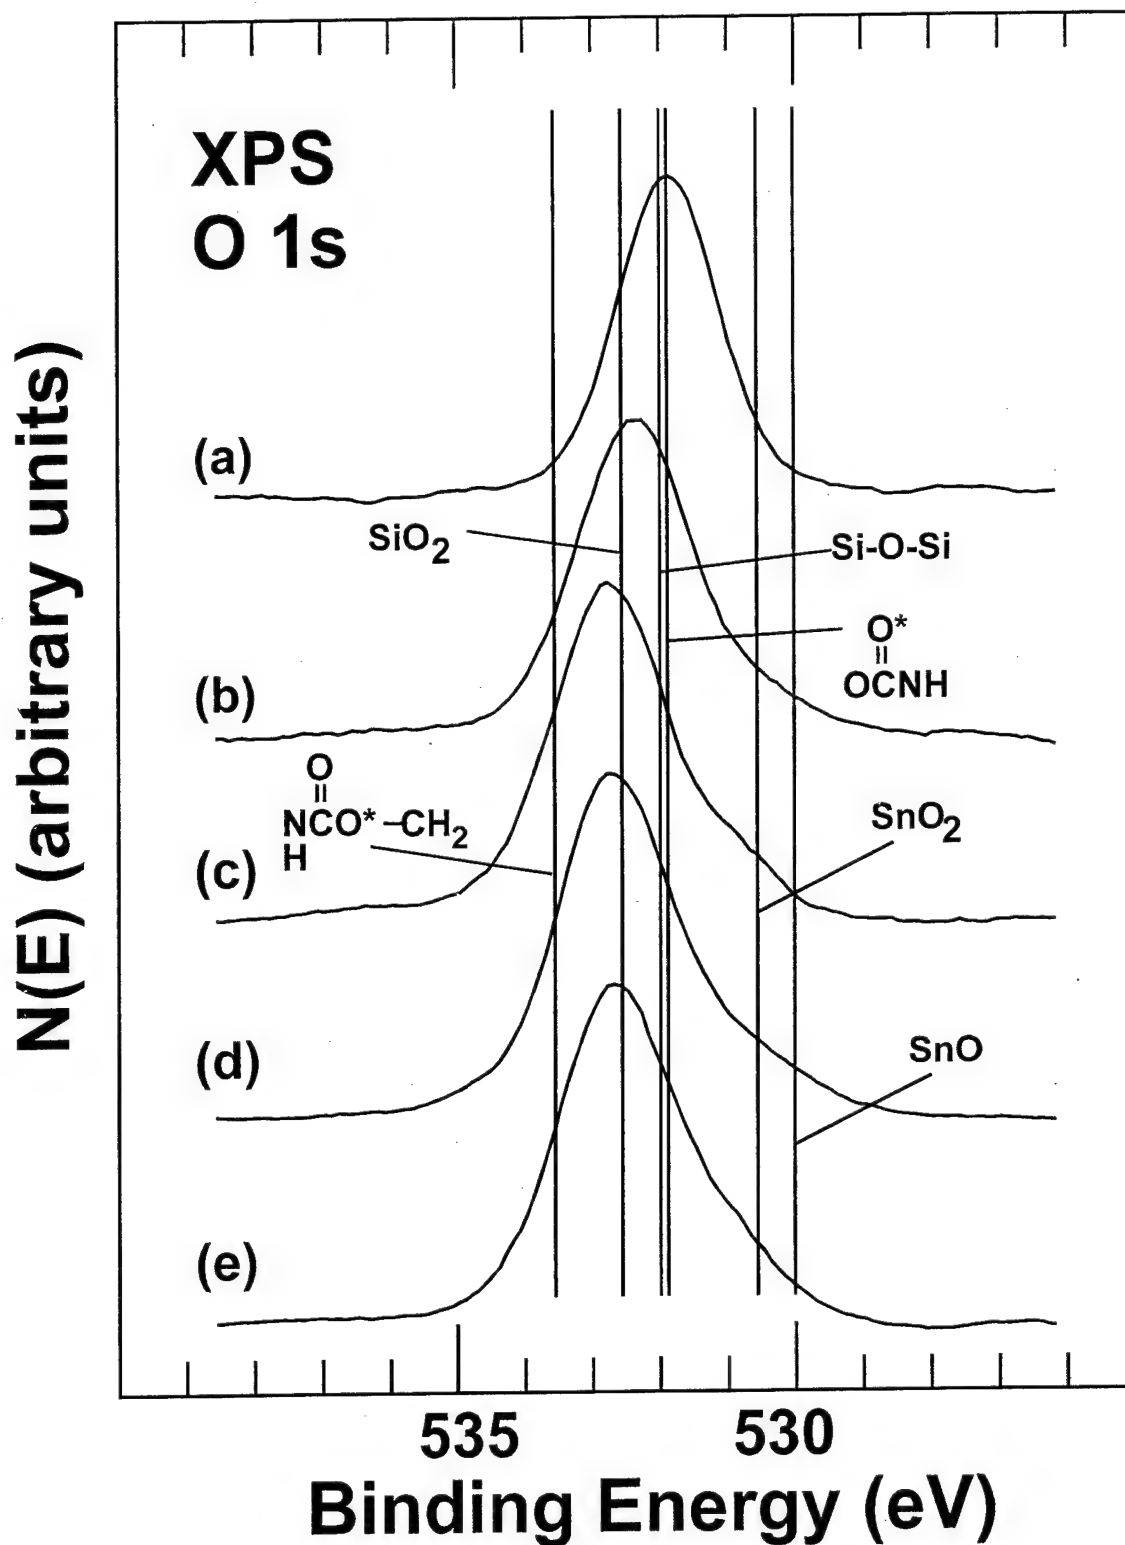 XPS
O 1s
N(E) (arbitrary units)
(a)
SiO2
Si-O-Si
O*
||
OCNH
(b)
O
||
NCO*–CH2
H
SnO2
(c)
SnO
(d)
(e)
535 530
Binding Energy (eV)